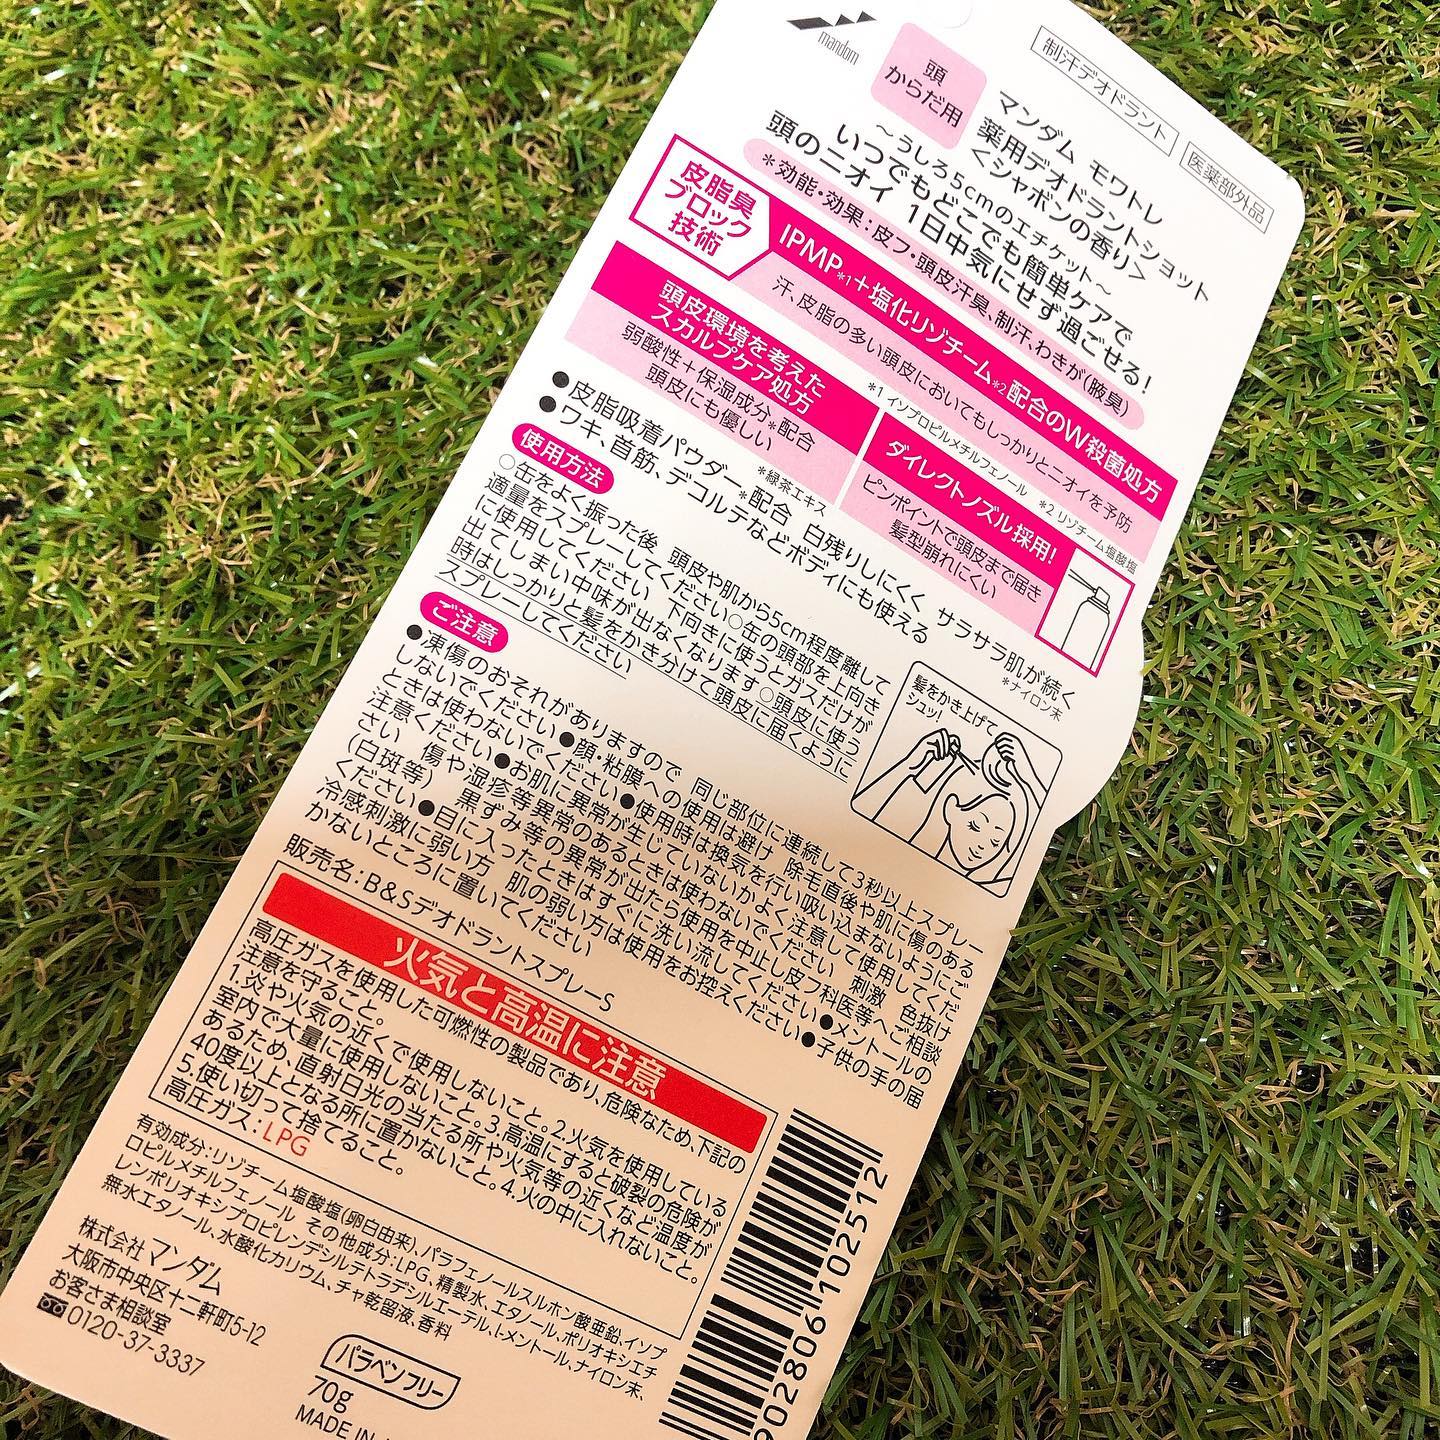 mandom
制汗デオドラント
医薬部外品
頭
からだ用
マンダム モワトレ
薬用デオドラントショット
<シャボンの香り>
～うしろ5cmのエチケット～
いつでもどこでも簡単ケアで
頭のニオイ 1日中気にせず過ごせる!
*効能・効果:皮フ・頭皮汗臭、制汗、わきが(腋臭)
皮脂臭
ブロック
技術
IPMP*1+塩化リゾチーム*2配合のW殺菌処方
汗、皮脂の多い頭皮においてもしっかりとニオイを予防
*1 イソプロピルメチルフェノール *2 リゾチーム塩酸塩
頭皮環境を考えた
スカルプケア処方
弱酸性+保湿成分*配合
頭皮にも優しい
*緑茶エキス
ダイレクトノズル採用!
ピンポイントで頭皮まで届き
髪型崩れにくい
●皮脂吸着パウダー*配合 白残りしにくく サラサラ肌が続く
*ナイロン末
●ワキ、首筋、デコルテなどボディにも使える
使用方法
○缶をよく振った後 頭皮や肌から5cm程度離して
適量をスプレーしてください○缶の頭部を上向き
に使用してください 下向きに使うとガスだけが
出てしまい中味が出なくなります○頭皮に使う
時はしっかりと髪をかき分けて頭皮に届くように
スプレーしてください
髪をかき上げて
シュッ!
ご注意
●凍傷のおそれがありますので 同じ部位に連続して3秒以上スプレー
しないでください●顔・粘膜への使用は避け 除毛直後や肌に傷のある
ときは使わないでください●使用時は換気を行い吸い込まないようにご
注意ください●お肌に異常が生じていないかよく注意して使用してくだ
さい 傷や湿疹等異常のあるときは使わないでください 刺激 色抜け
(白斑等) 黒ずみ等の異常が出たら使用を中止し皮フ科医等へご相談
ください●目に入ったときはすぐに洗い流してください●メントールの
冷感刺激に弱い方 肌の弱い方は使用をお控えください●子供の手の届
かないところに置いてください
販売名:B&SデオドラントスプレーS
火気と高温に注意
高圧ガスを使用した可燃性の製品であり、危険なため、下記の
注意を守ること。
1.炎や火気の近くで使用しないこと。2.火気を使用している
室内で大量に使用しないこと。3.高温にすると破裂の危険が
あるため、直射日光の当たる所や火気等の近くなど温度が
40度以上となる所に置かないこと。4.火の中に入れないこと。
5.使い切って捨てること。
高圧ガス:LPG
有効成分:リゾチーム塩酸塩(卵白由来)、パラフェノールスルホン酸亜鉛、イソプ
ロピルメチルフェノール その他成分:LPG、精製水、エタノール、ポリオキシエチ
レンポリオキシプロピレンデシルテトラデシルエーテル、l-メントール、ナイロン末、
無水エタノール、水酸化カリウム、チャ乾留液、香料
株式会社 マンダム
大阪市中央区十二軒町5-12
お客さま相談室
0120-37-3337
パラベンフリー
70g
MADE IN
902806 102512